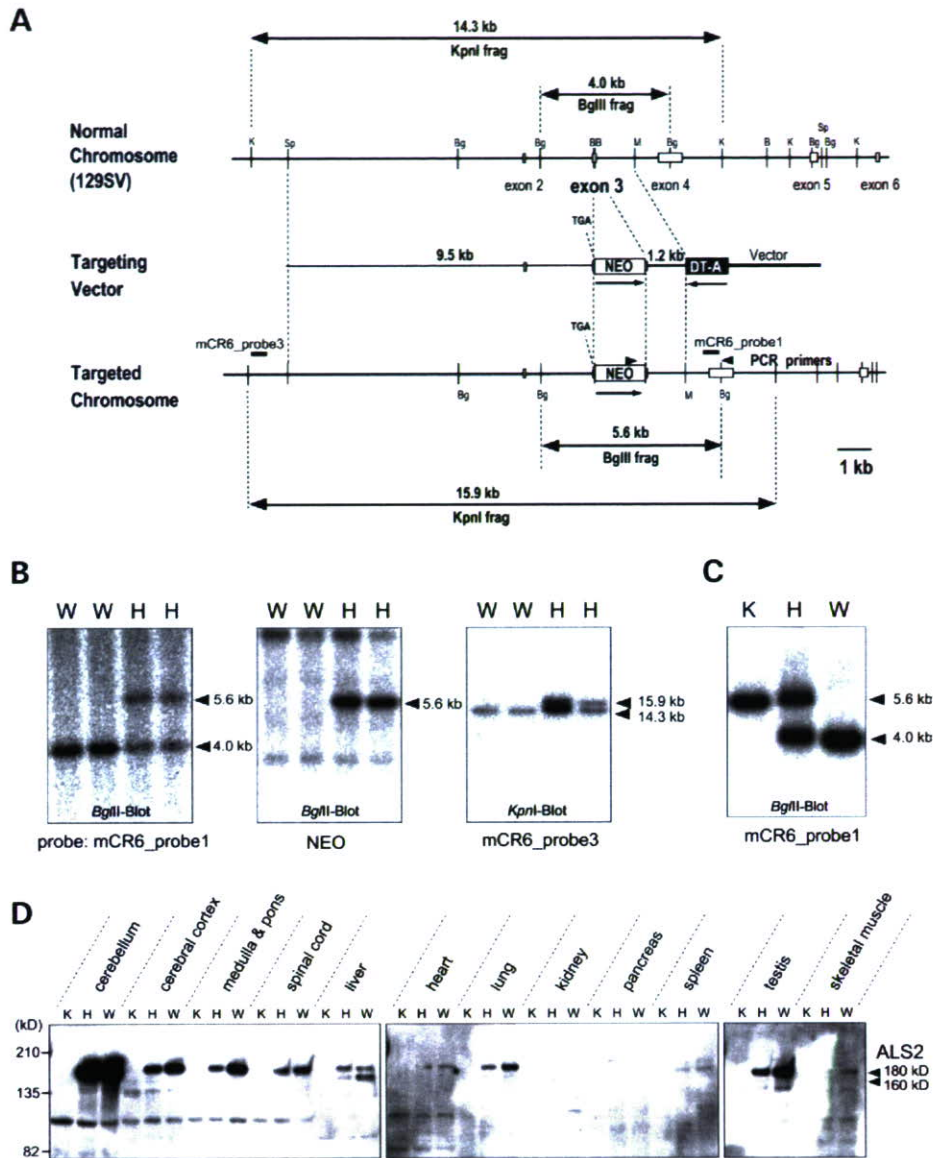 A
14.3 kb
KpnI frag
4.0 kb
BglII frag
Normal Chromosome (129SV)
K Sp Bg Bg BB M Bg K B K Bg Sp Bg K
exon 2 exon 3 exon 4 exon 5 exon 6
TGA
9.5 kb 1.2 kb Vector
Targeting Vector
NEO DT-A
mCR6_probe3 TGA mCR6_probe1
PCR primers
Targeted Chromosome
NEO
Bg Bg M Bg
5.6 kb
BglII frag
1 kb
15.9 kb
KpnI frag
B
W W H H
5.6 kb
4.0 kb
BglII-Blot
probe: mCR6_probe1
W W H H
5.6 kb
BglII-Blot
NEO
W W H H
15.9 kb
14.3 kb
KpnI-Blot
mCR6_probe3
C
K H W
5.6 kb
4.0 kb
BglII-Blot
mCR6_probe1
D
cerebellum cerebral cortex medulla & pons spinal cord liver heart lung kidney pancreas spleen testis skeletal muscle
(kD) K H W K H W K H W K H W K H W K H W K H W K H W K H W K H W K H W K H W
ALS2
210
180 kD
160 kD
135
82